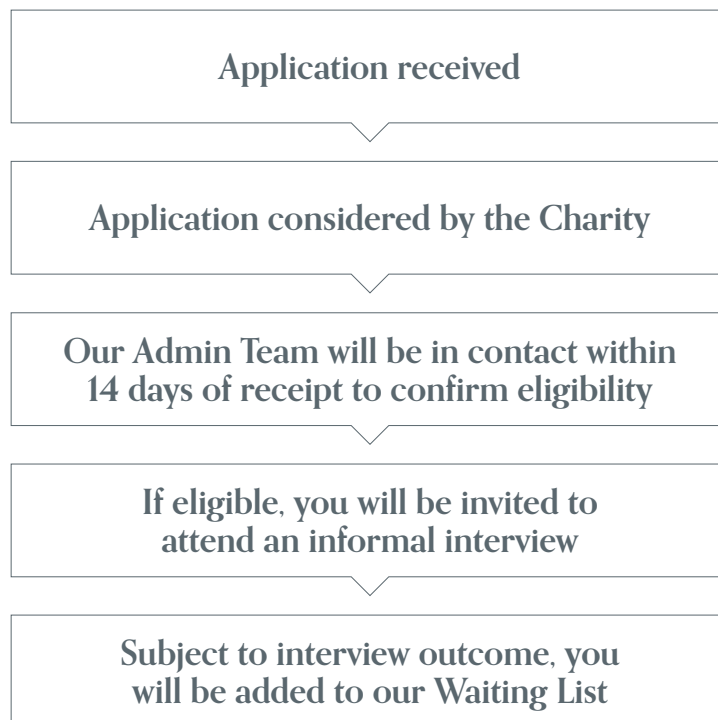 Application received
Application considered by the Charity
Our Admin Team will be in contact within
14 days of receipt to confirm eligibility
If eligible, you will be invited to
attend an informal interview
Subject to interview outcome, you
will be added to our Waiting List